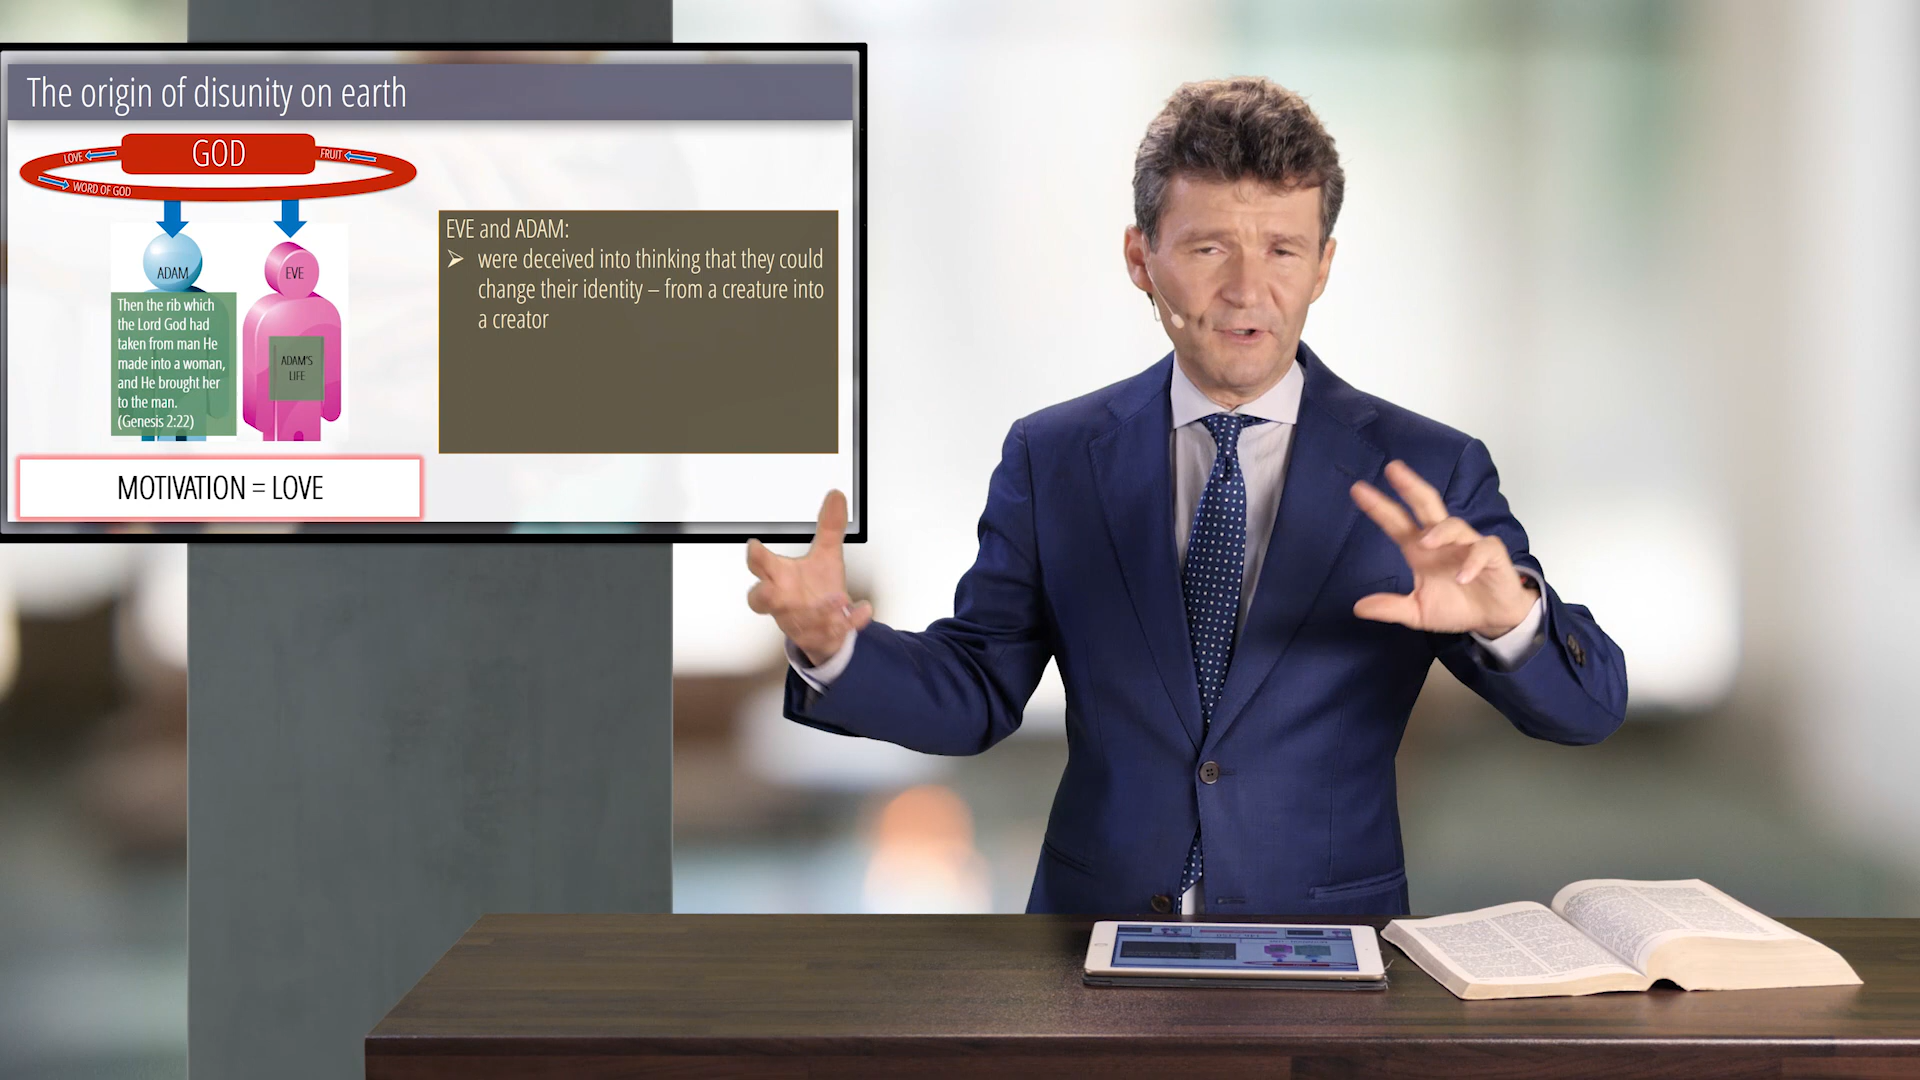 The origin of disunity on earth
GOD
LOVE
FRUIT
WORD OF GOD
ADAM
EVE
Then the rib which
the Lord God had
taken from man He
made into a woman,
and He brought her
to the man.
(Genesis 2:22)
ADAM'S
LIFE
MOTIVATION = LOVE
EVE and ADAM:
➢ were deceived into thinking that they could
change their identity – from a creature into
a creator